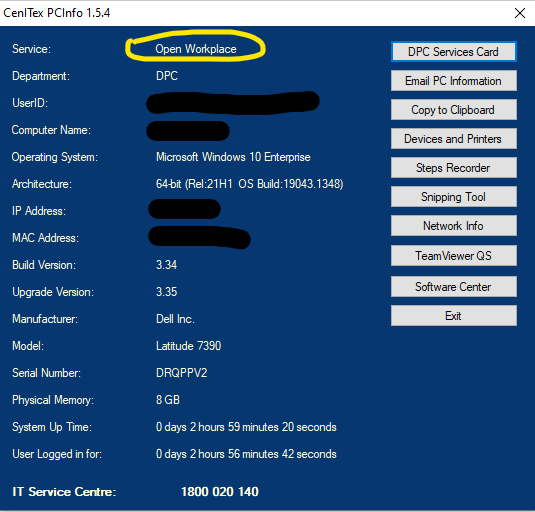 CenITex PCInfo 1.5.4
Service: Open Workplace
DPC Services Card
Department: DPC
Email PC Information
UserID:
Copy to Clipboard
Computer Name:
Devices and Printers
Operating System: Microsoft Windows 10 Enterprise
Steps Recorder
Architecture: 64-bit (Rel:21H1 OS Build:19043.1348)
Snipping Tool
IP Address:
Network Info
MAC Address:
TeamViewer QS
Build Version: 3.34
Software Center
Upgrade Version: 3.35
Exit
Manufacturer: Dell Inc.
Model: Latitude 7390
Serial Number: DRQPPV2
Physical Memory: 8 GB
System Up Time: 0 days 2 hours 59 minutes 20 seconds
User Logged in for: 0 days 2 hours 56 minutes 42 seconds
IT Service Centre: 1800 020 140